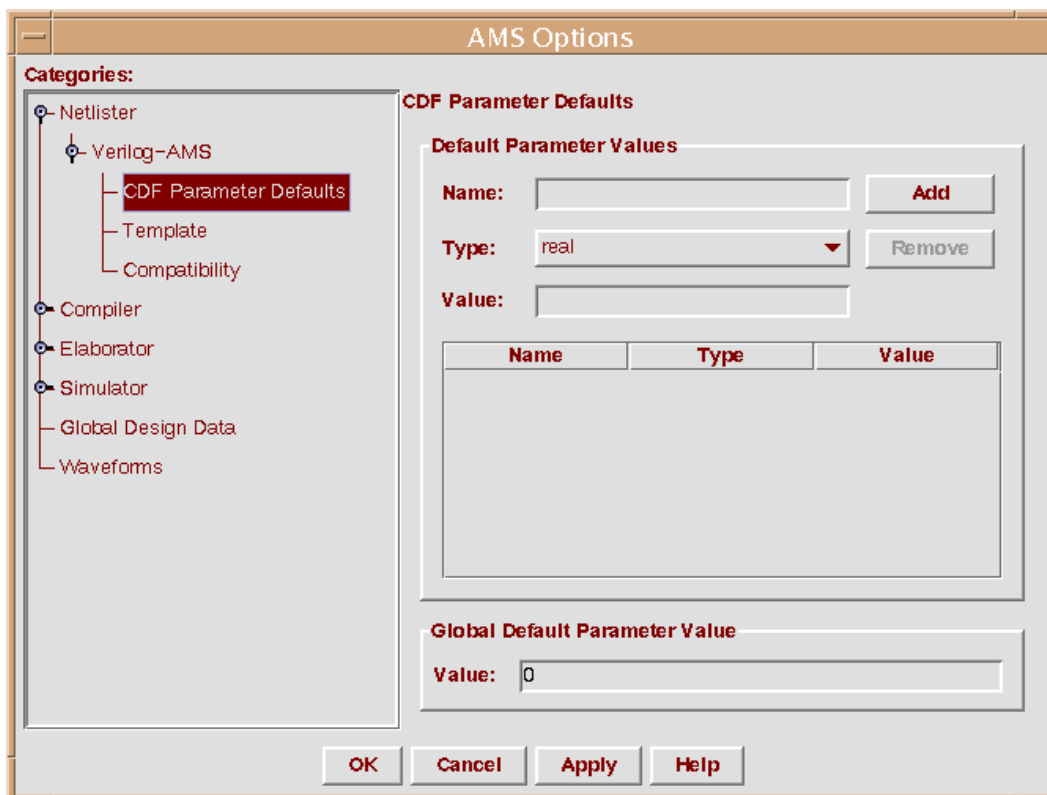 AMS Options
Categories:
Netlister
Verilog-AMS
CDF Parameter Defaults
Template
Compatibility
Compiler
Elaborator
Simulator
Global Design Data
Waveforms
CDF Parameter Defaults
Default Parameter Values
Name:
Add
Type: real
Remove
Value:
Name Type Value
Global Default Parameter Value
Value: 0
OK Cancel Apply Help